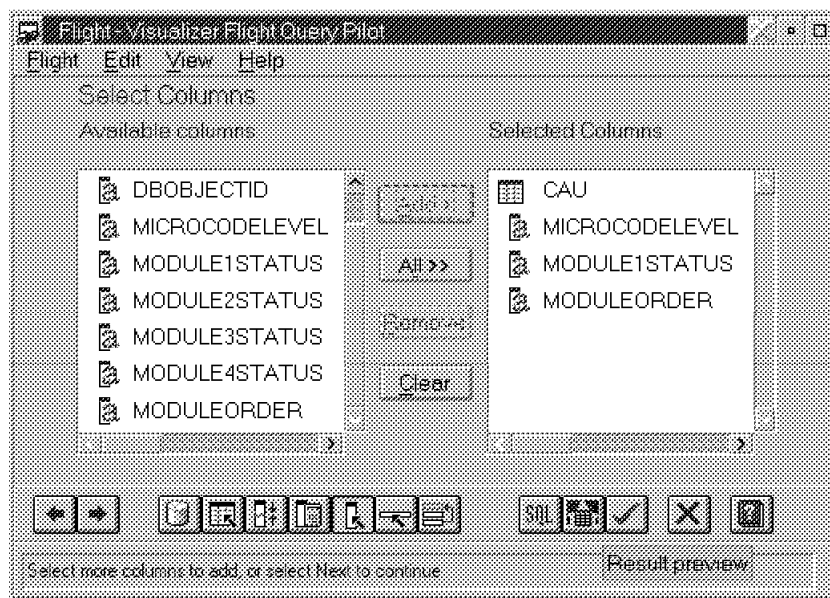 Flight - Visualizer Flight Query Pilot
Flight Edit View Help
Select Columns
Available columns
DBOBJECTID
MICROCODELEVEL
MODULE1STATUS
MODULE2STATUS
MODULE3STATUS
MODULE4STATUS
MODULEORDER
Add >
All >>
Remove
Clear
Selected Columns
CAU
MICROCODELEVEL
MODULE1STATUS
MODULEORDER
SQL
Select more columns to add, or select Next to continue
Result preview